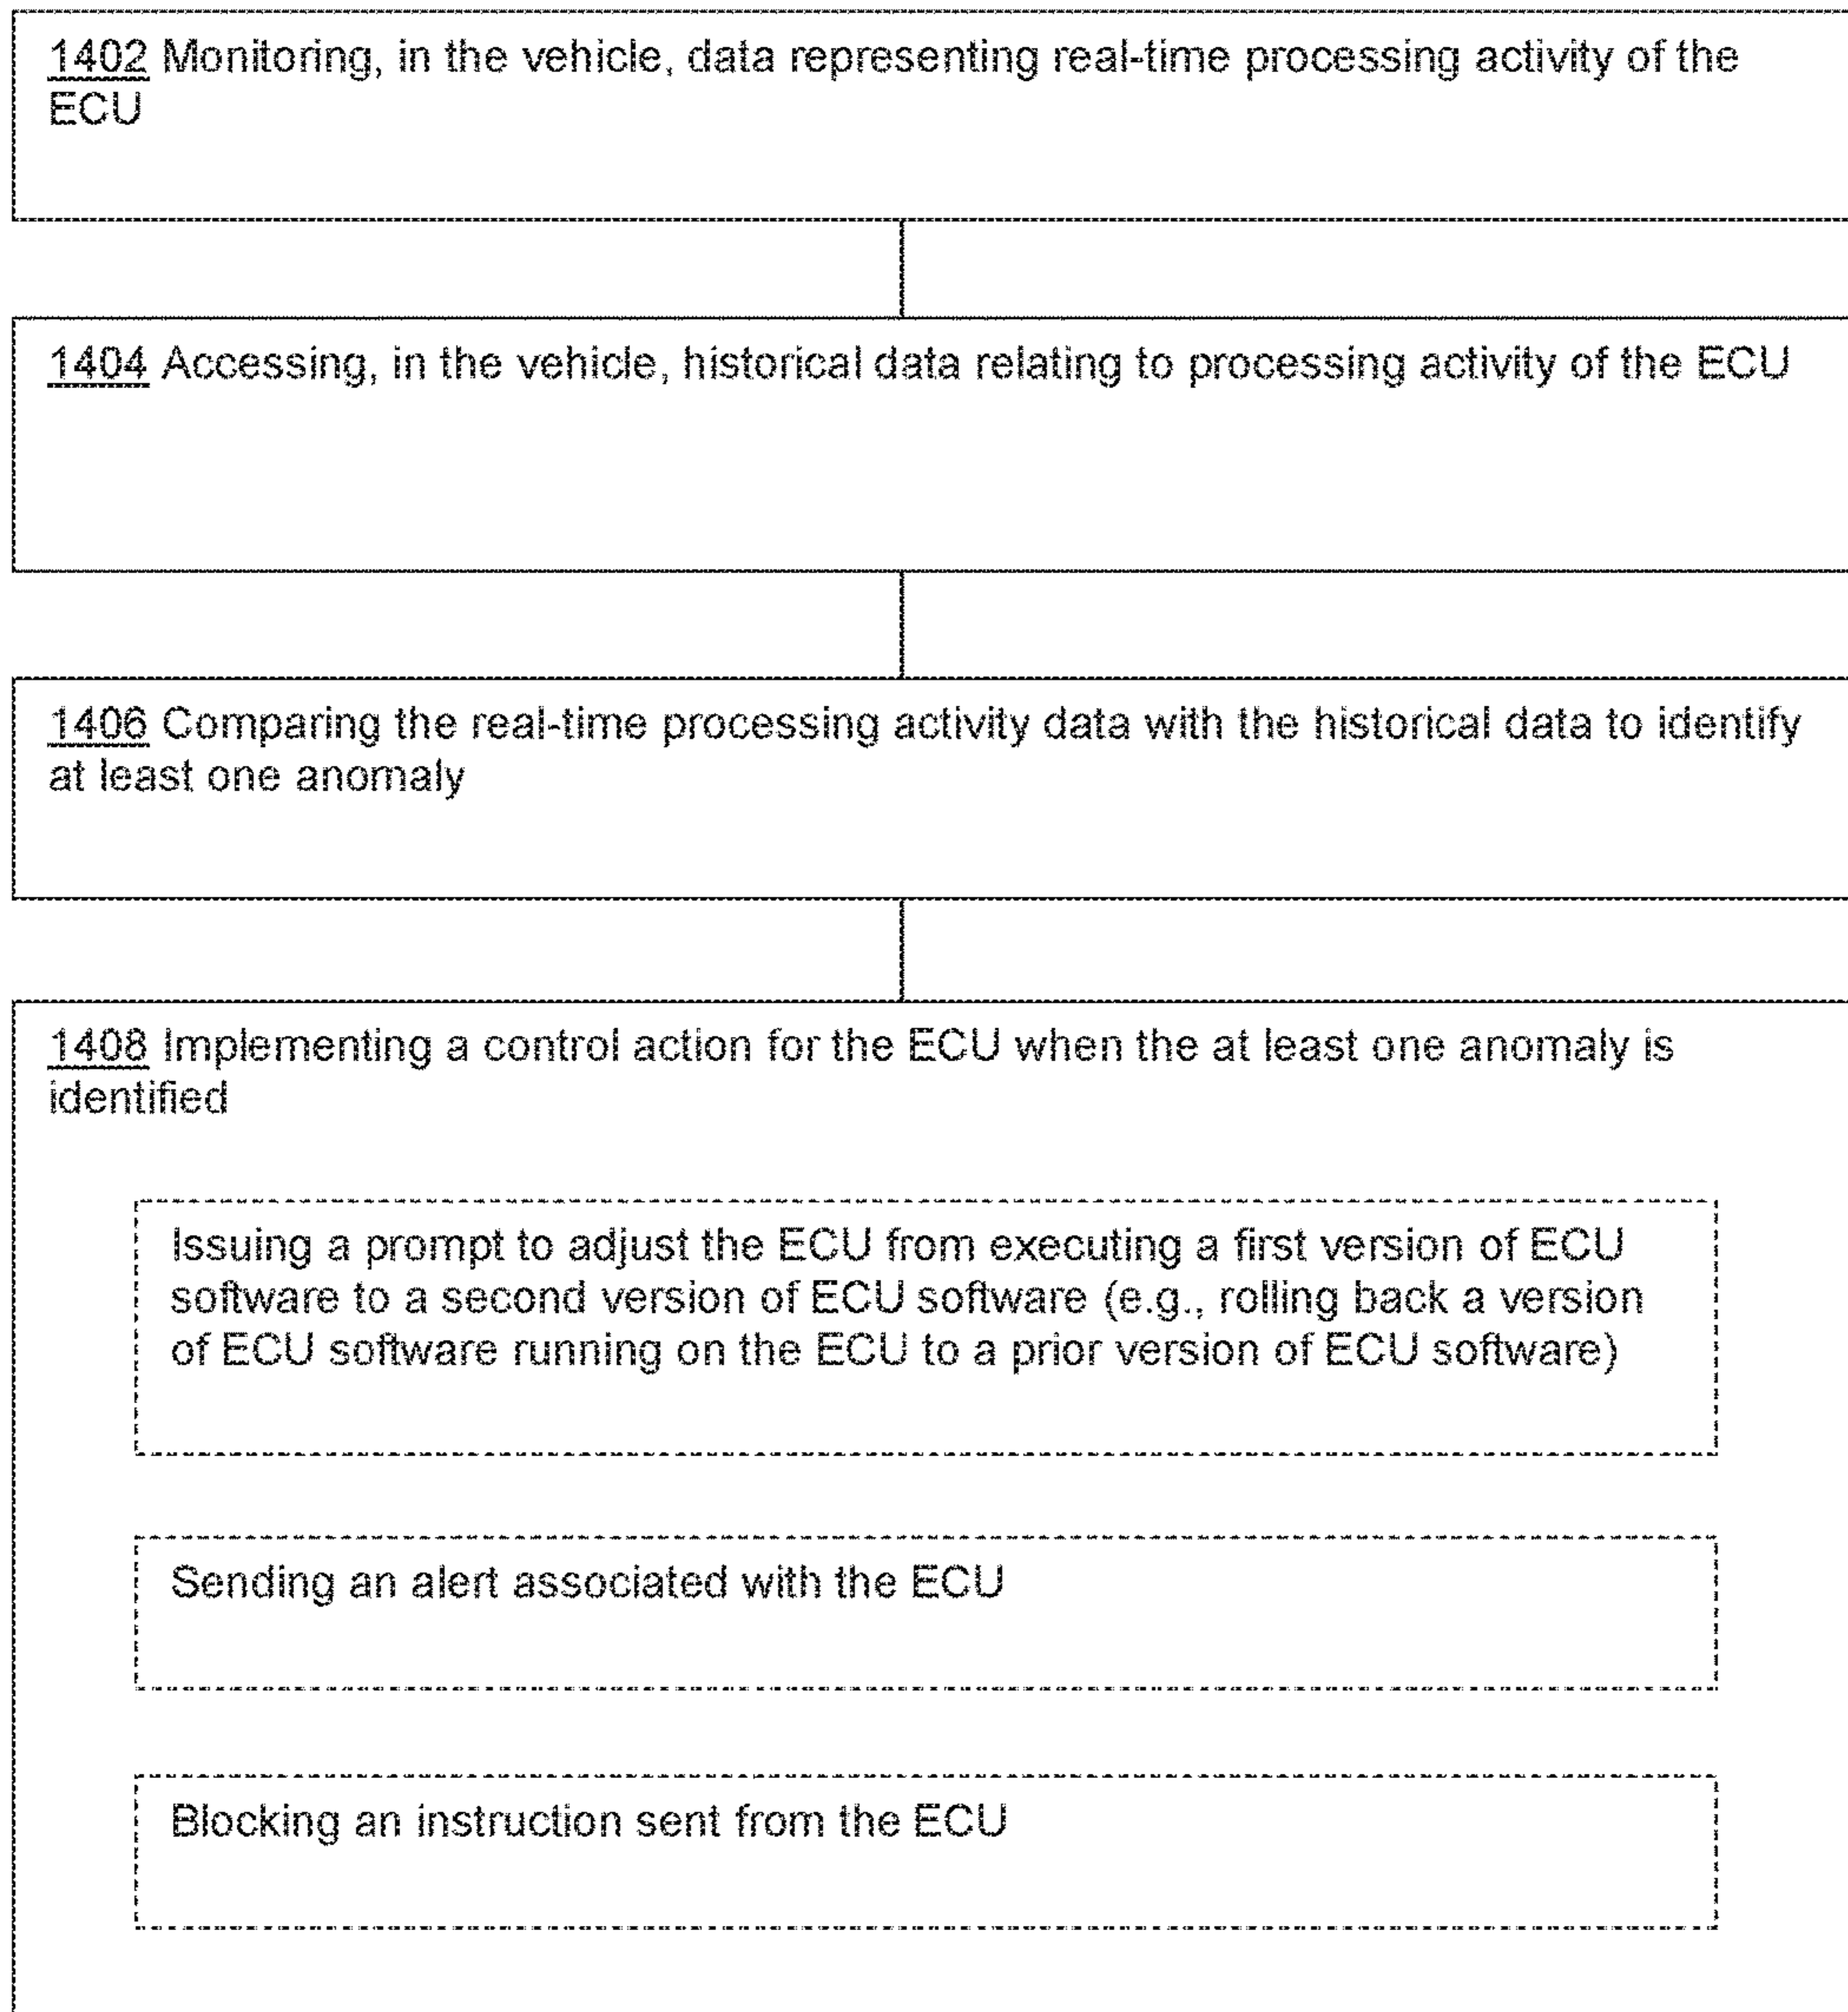 1402 Monitoring, in the vehicle, data representing real-time processing activity of the
ECU
1404 Accessing, in the vehicle, historical data relating to processing activity of the ECU
1406 Comparing the real-time processing activity data with the historical data to identify
at least one anomaly
1408 Implementing a control action for the ECU when the at least one anomaly is
identified
Issuing a prompt to adjust the ECU from executing a first version of ECU
software to a second version of ECU software (e.g., rolling back a version
of ECU software running on the ECU to a prior version of ECU software)
Sending an alert associated with the ECU
Blocking an instruction sent from the ECU